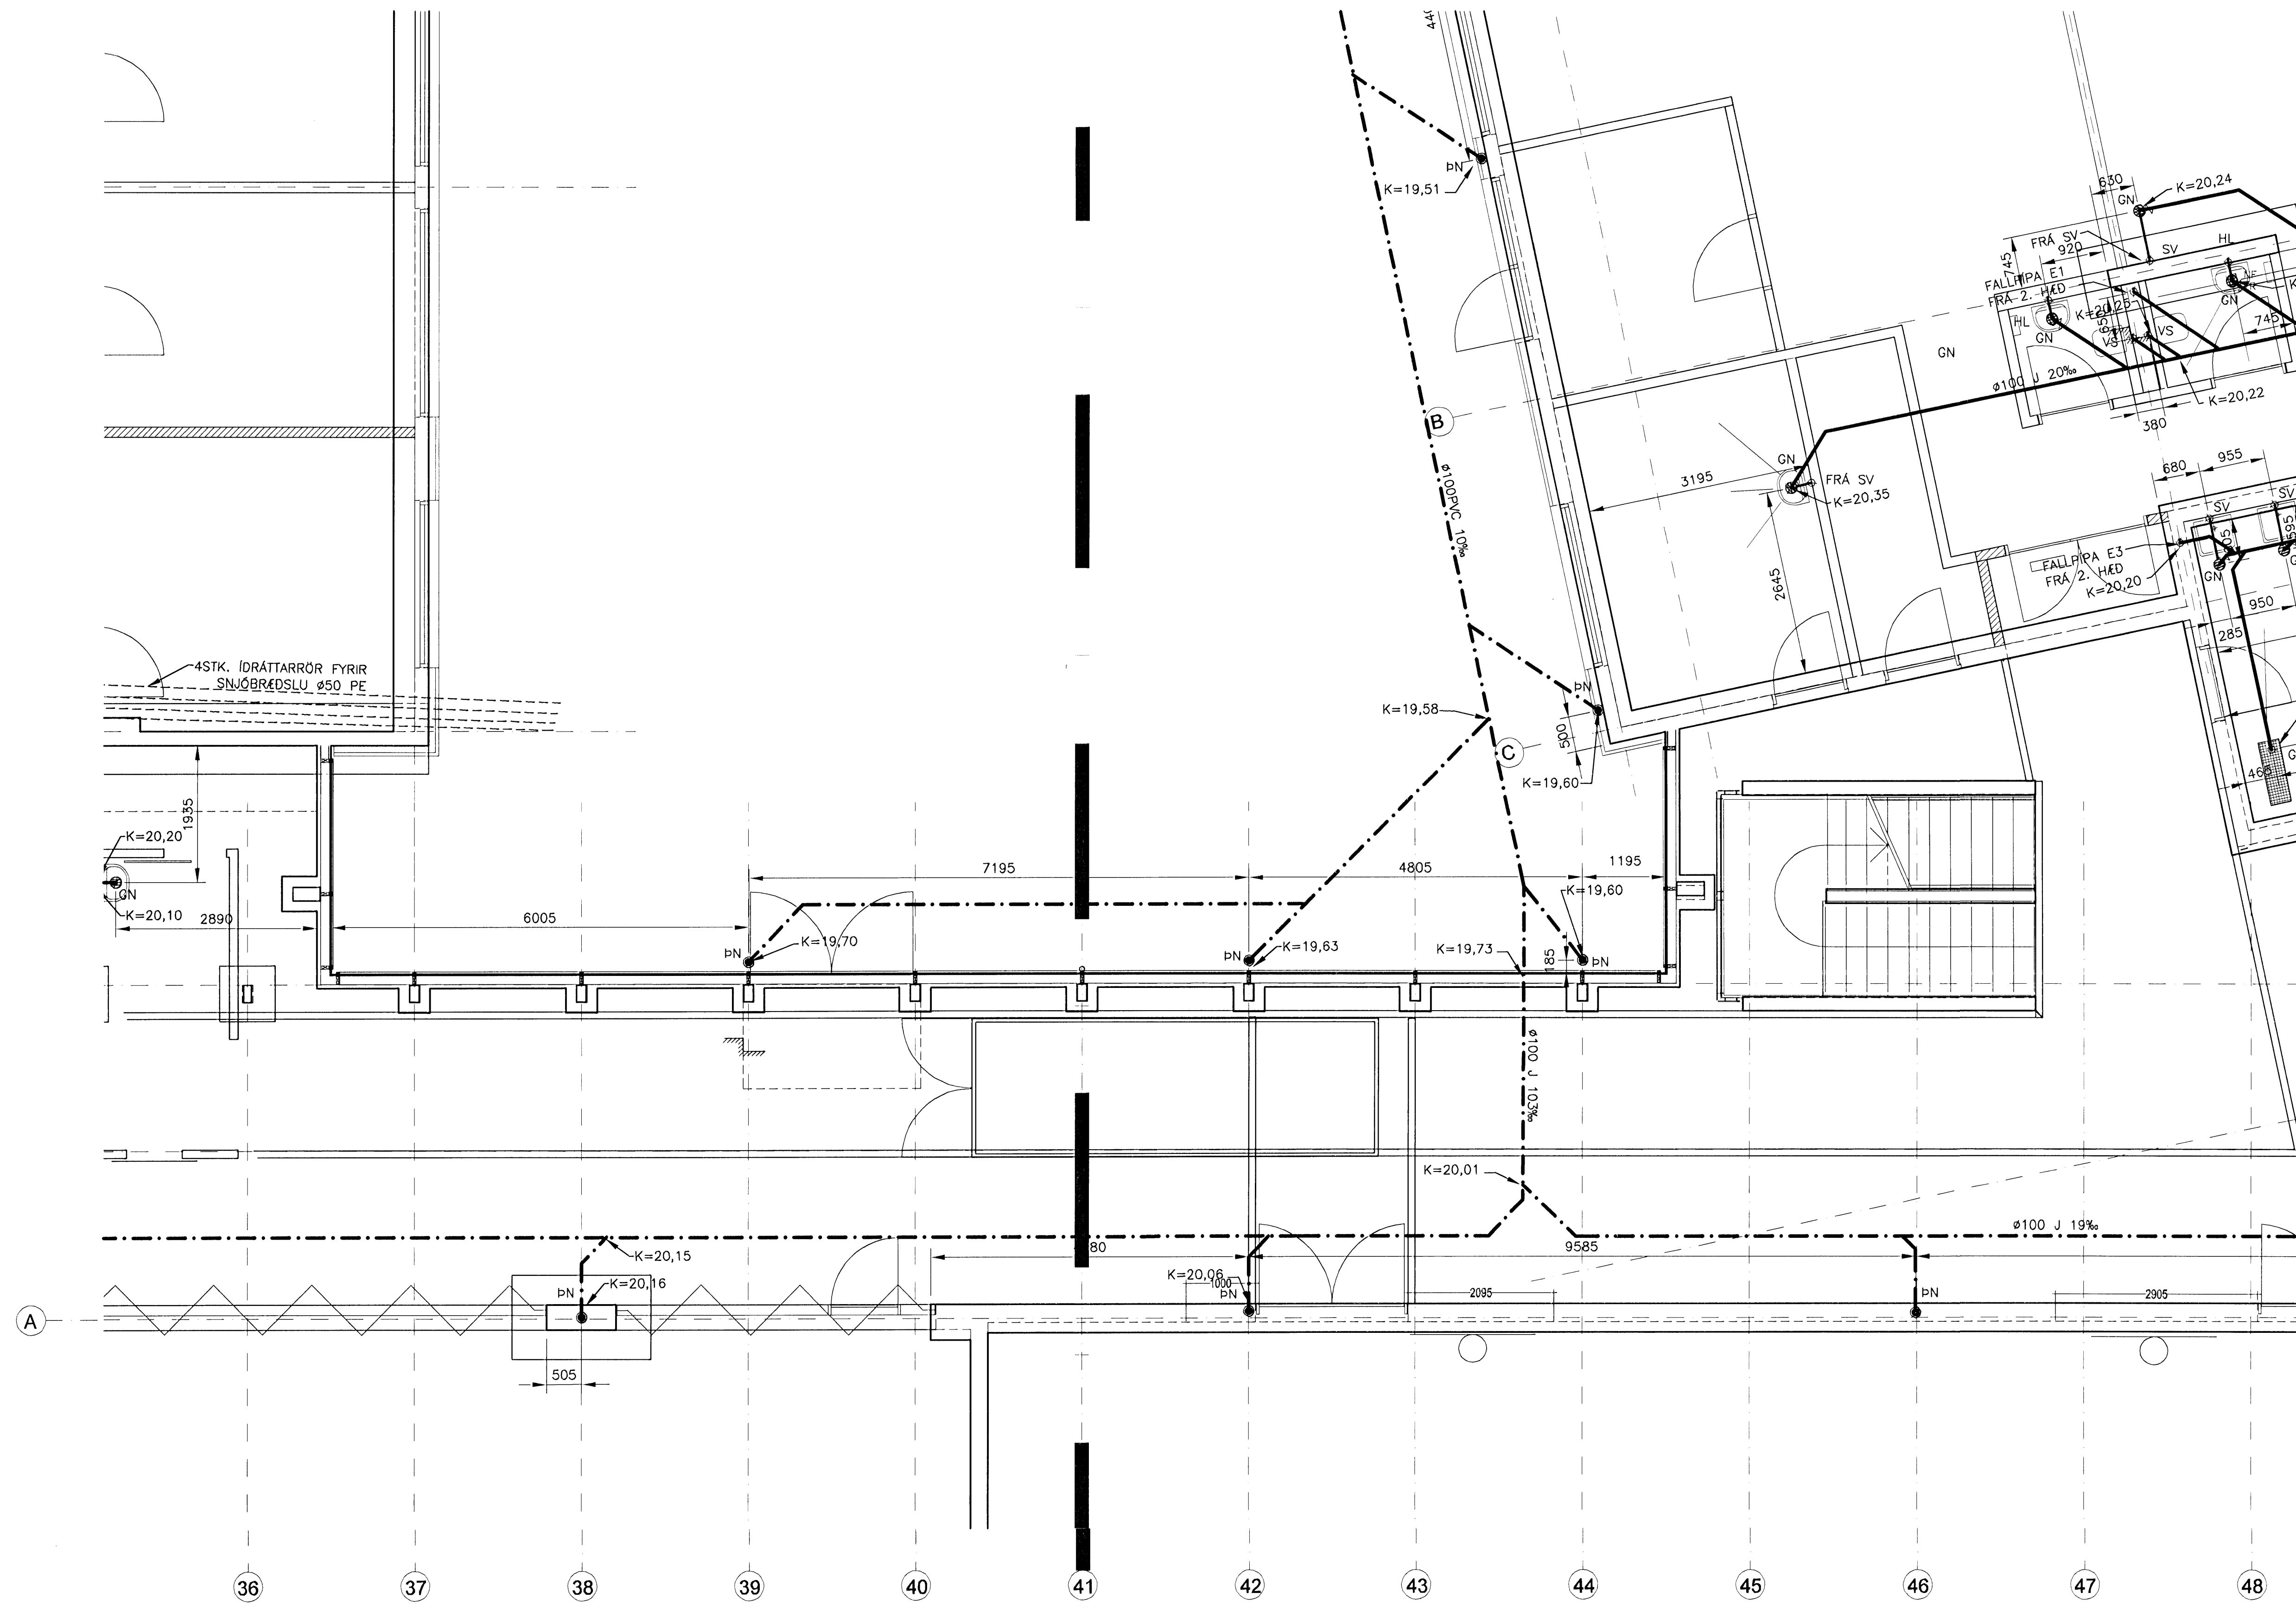 ÞN
K=19,51
630
K=20,24
GN
FRÁ SV
920
745
SV
HL
FALLPÍPA E1
FRÁ 2. HÆÐ
K=20,25
HL
GN
VS
VS
GN
745
GN
ø100 J 20‰
K=20,22
380
B
ø100PVC 10‰
3195
GN
FRÁ SV
K=20,35
2645
680
955
SV
SV
FALLPÍPA E3
FRÁ 2. HÆÐ
K=20,20
GN
950
285
4STK. ÍDRÁTTARRÖR FYRIR
SNJÓBRÆÐSLU ø50 PE
ÞN
K=19,58
500
C
K=19,60
1935
K=20,20
GN
K=20,10
2890
6005
7195
4805
1195
K=19,60
ÞN
K=19,70
ÞN
K=19,63
K=19,73
185
ÞN
ø100 J 103‰
K=20,01
K=20,15
K=20,16
ÞN
505
K=20,06
1000
ÞN
9585
2095
ø100 J 19‰
ÞN
2905
A
36
37
38
39
40
41
42
43
44
45
46
47
48